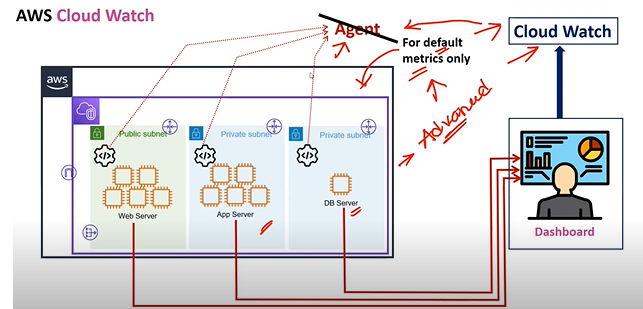 AWS Cloud Watch
Agent
For default
metrics only
Cloud Watch
Advanced
aws
Public subnet
Private subnet
Private subnet
Web Server
App Server
DB Server
Dashboard